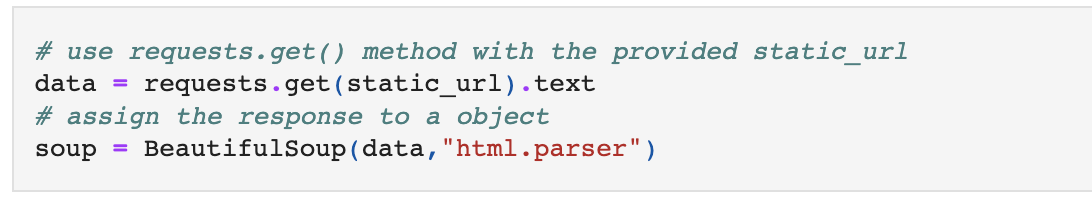 # use requests.get() method with the provided static_url
data = requests.get(static_url).text
# assign the response to a object
soup = BeautifulSoup(data,"html.parser")